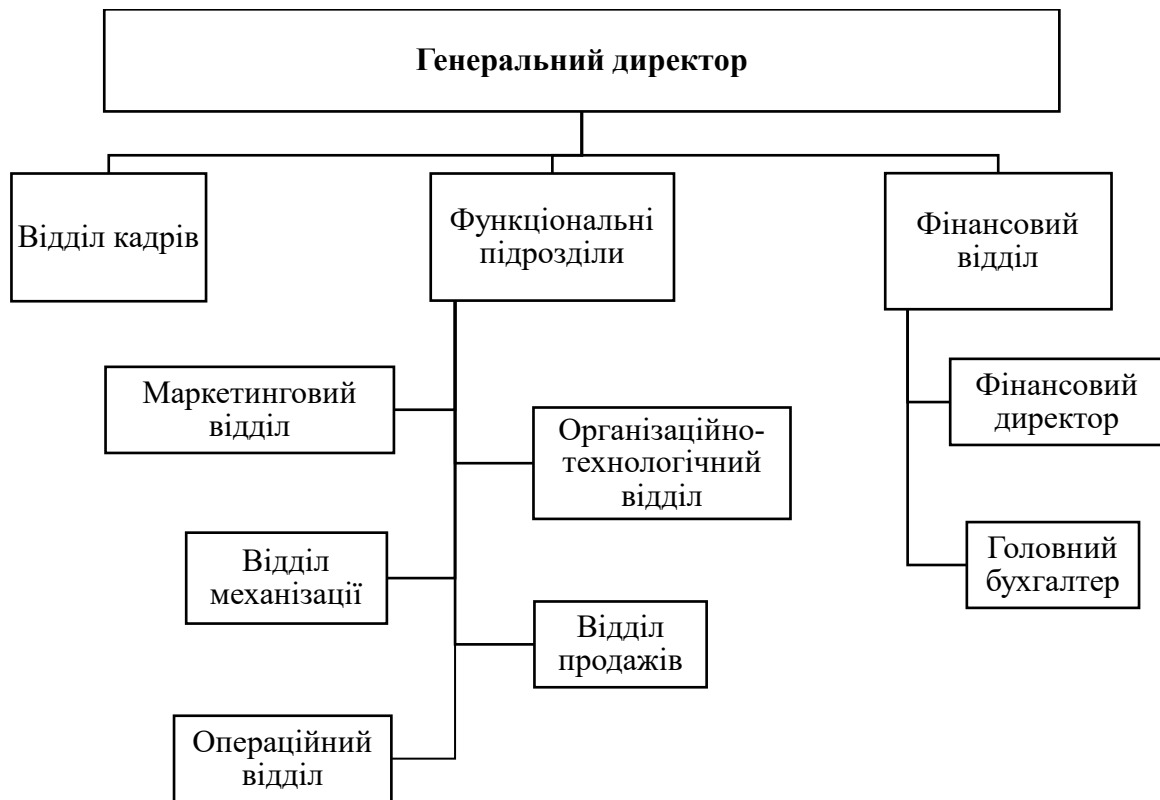 Генеральний директор
Відділ кадрів
Функціональні
підрозділи
Фінансовий
відділ
Маркетинговий
відділ
Організаційно-
технологічний
відділ
Відділ
механізації
Відділ
продажів
Операційний
відділ
Фінансовий
директор
Головний
бухгалтер